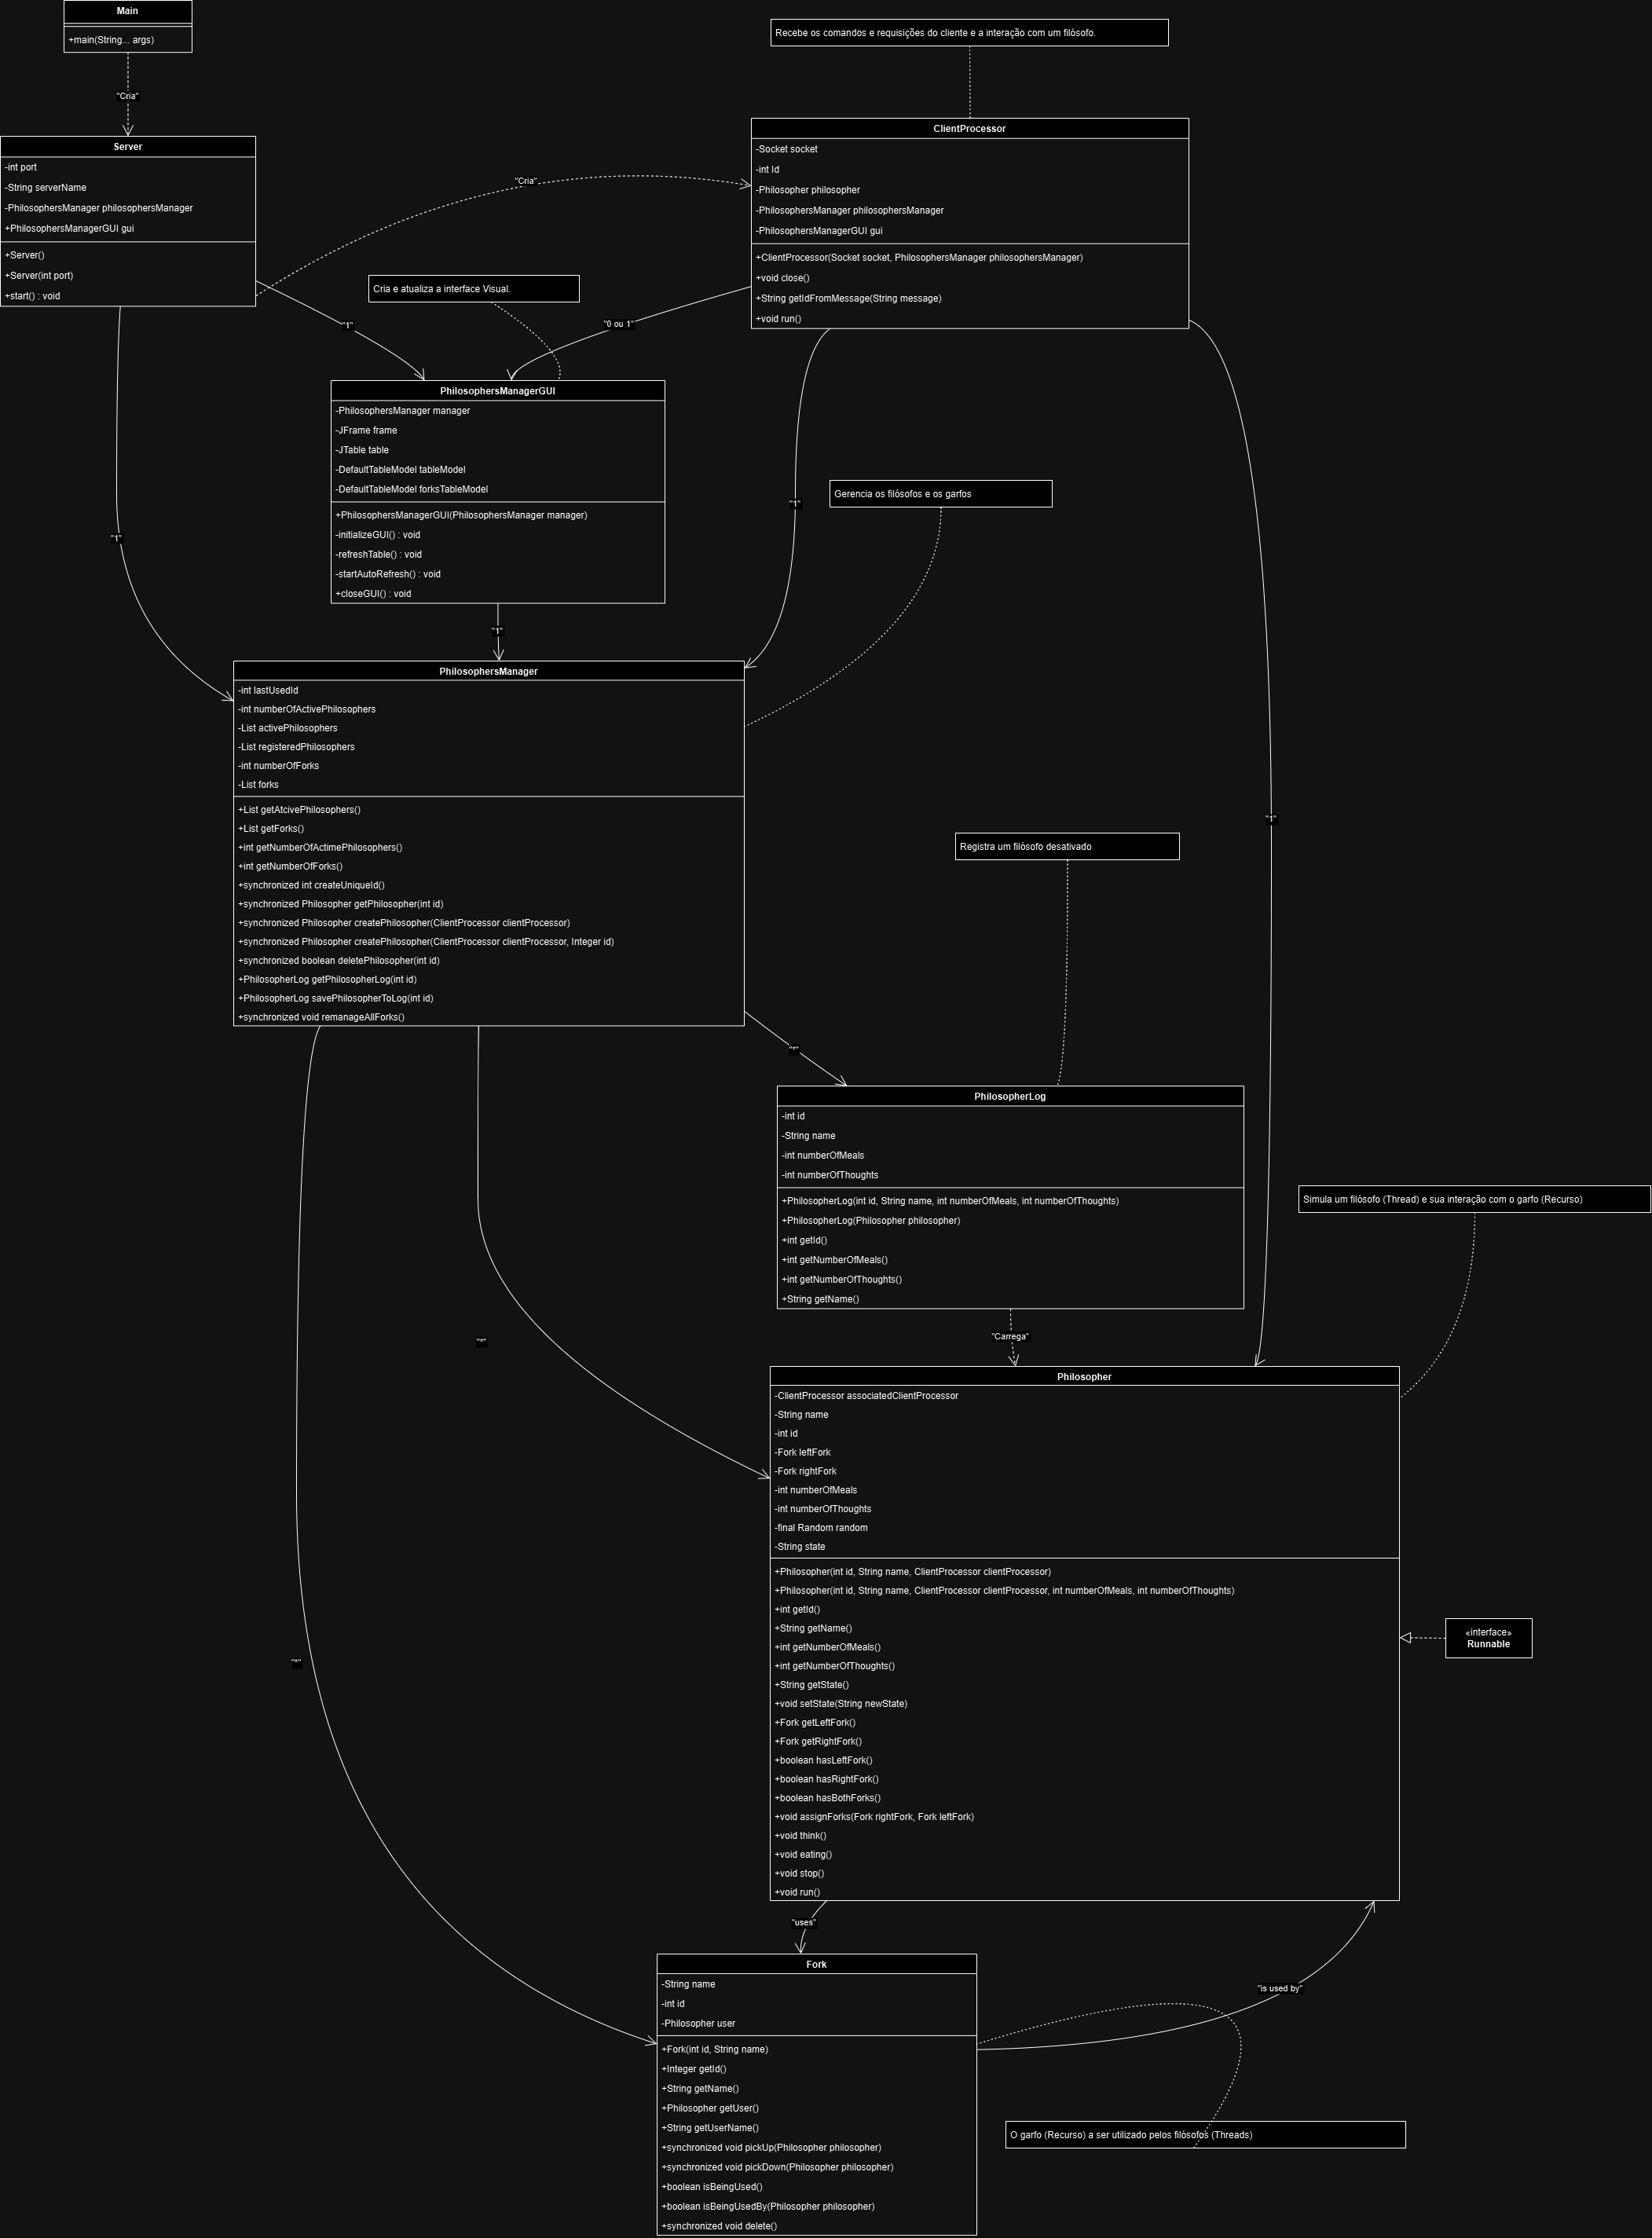 Main
+main(String... args)
"Cria"
Recebe os comandos e requisições do cliente e a interação com um filósofo.
Server
-int port
-String serverName
-PhilosophersManager philosophersManager
+PhilosophersManagerGUI gui
+Server()
+Server(int port)
+start() : void
"Cria"
ClientProcessor
-Socket socket
-int Id
-Philosopher philosopher
-PhilosophersManager philosophersManager
-PhilosophersManagerGUI gui
+ClientProcessor(Socket socket, PhilosophersManager philosophersManager)
+void close()
+String getIdFromMessage(String message)
+void run()
Cria e atualiza a interface Visual.
"1"
"0 ou 1"
PhilosophersManagerGUI
-PhilosophersManager manager
-JFrame frame
-JTable table
-DefaultTableModel tableModel
-DefaultTableModel forksTableModel
+PhilosophersManagerGUI(PhilosophersManager manager)
-initializeGUI() : void
-refreshTable() : void
-startAutoRefresh() : void
+closeGUI() : void
Gerencia os filósofos e os garfos
"1"
"1"
"1"
PhilosophersManager
-int lastUsedId
-int numberOfActivePhilosophers
-List activePhilosophers
-List registeredPhilosophers
-int numberOfForks
-List forks
+List getAtcivePhilosophers()
+List getForks()
+int getNumberOfActimePhilosophers()
+int getNumberOfForks()
+synchronized int createUniqueId()
+synchronized Philosopher getPhilosopher(int id)
+synchronized Philosopher createPhilosopher(ClientProcessor clientProcessor)
+synchronized Philosopher createPhilosopher(ClientProcessor clientProcessor, Integer id)
+synchronized boolean deletePhilosopher(int id)
+PhilosopherLog getPhilosopherLog(int id)
+PhilosopherLog savePhilosopherToLog(int id)
+synchronized void remanageAllForks()
"1"
Registra um filósofo desativado
"*"
PhilosopherLog
-int id
-String name
-int numberOfMeals
-int numberOfThoughts
+PhilosopherLog(int id, String name, int numberOfMeals, int numberOfThoughts)
+PhilosopherLog(Philosopher philosopher)
+int getId()
+int getNumberOfMeals()
+int getNumberOfThoughts()
+String getName()
Simula um filósofo (Thread) e sua interação com o garfo (Recurso)
"Carrega"
"*"
Philosopher
-ClientProcessor associatedClientProcessor
-String name
-int id
-Fork leftFork
-Fork rightFork
-int numberOfMeals
-int numberOfThoughts
-final Random random
-String state
+Philosopher(int id, String name, ClientProcessor clientProcessor)
+Philosopher(int id, String name, ClientProcessor clientProcessor, int numberOfMeals, int numberOfThoughts)
+int getId()
+String getName()
+int getNumberOfMeals()
+int getNumberOfThoughts()
+String getState()
+void setState(String newState)
+Fork getLeftFork()
+Fork getRightFork()
+boolean hasLeftFork()
+boolean hasRightFork()
+boolean hasBothForks()
+void assignForks(Fork rightFork, Fork leftFork)
+void think()
+void eating()
+void stop()
+void run()
«interface»
Runnable
"*"
"uses"
"is used by"
Fork
-String name
-int id
-Philosopher user
+Fork(int id, String name)
+Integer getId()
+String getName()
+Philosopher getUser()
+String getUserName()
+synchronized void pickUp(Philosopher philosopher)
+synchronized void pickDown(Philosopher philosopher)
+boolean isBeingUsed()
+boolean isBeingUsedBy(Philosopher philosopher)
+synchronized void delete()
O garfo (Recurso) a ser utilizado pelos filósofos (Threads)